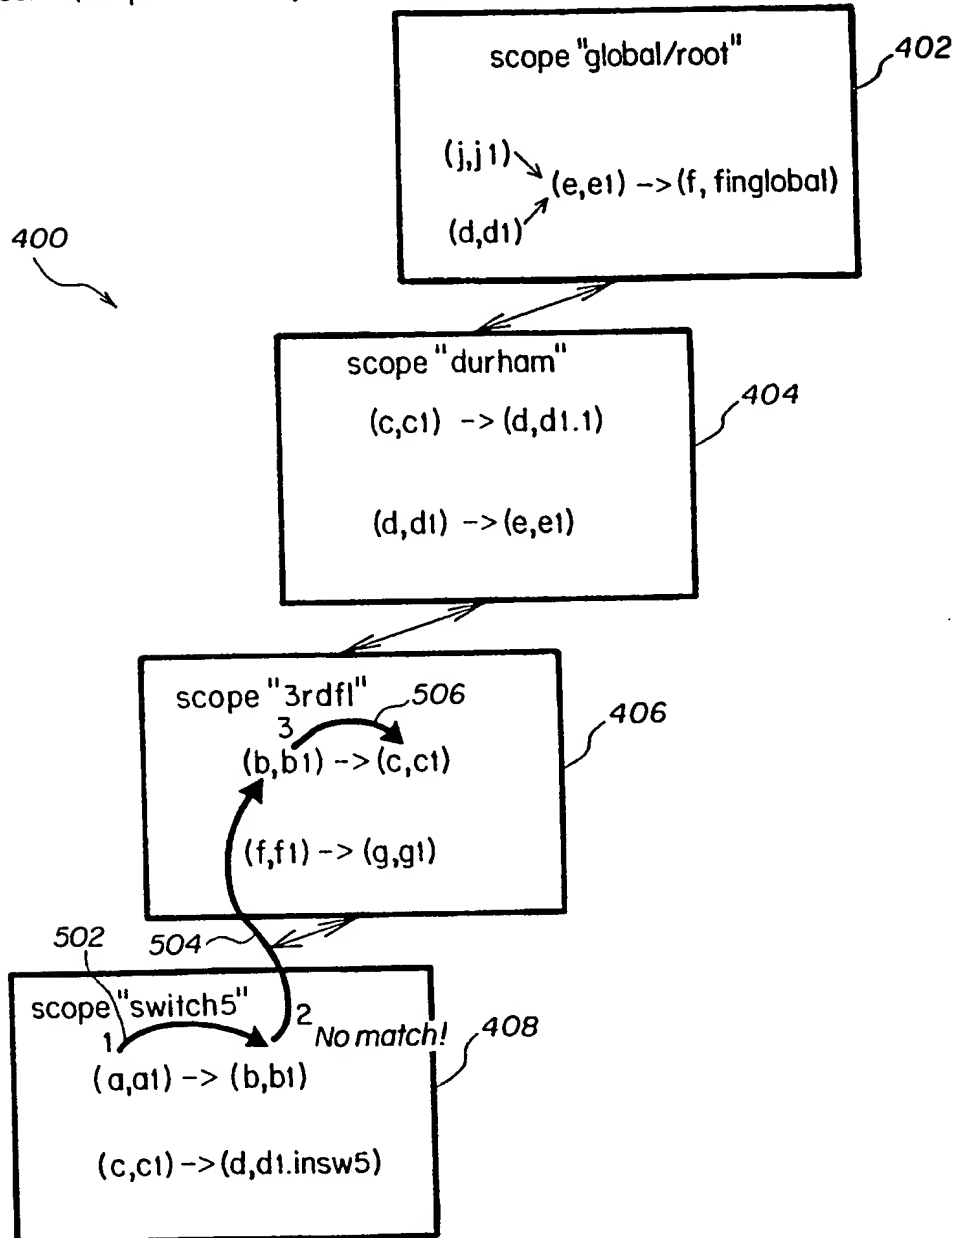 scope "global/root"
402
(j,j1)
(e,e1) -> (f, finglobal)
(d,d1)
400
scope "durham"
404
(c,c1) -> (d,d1.1)
(d,d1) -> (e,e1)
scope "3rdfl"
506
3
406
(b,b1) -> (c,c1)
(f,f1) -> (g,g1)
502
504
scope "switch5"
1
2
No match!
408
(a,a1) -> (b,b1)
(c,c1) -> (d,d1.insw5)